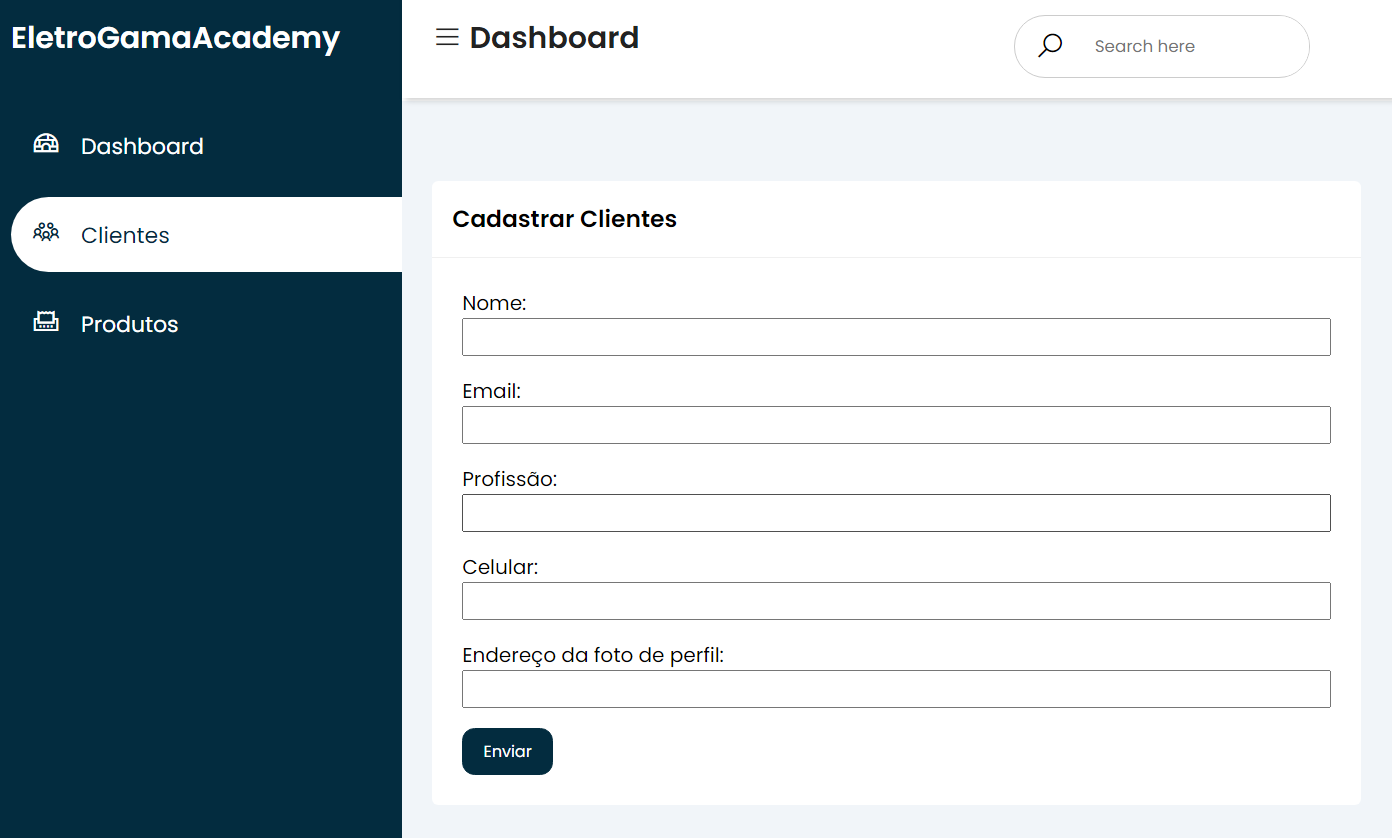 EletroGamaAcademy
Dashboard
Clientes
Produtos
Dashboard
Search here
Cadastrar Clientes
Nome:
Email:
Profissão:
Celular:
Endereço da foto de perfil:
Enviar